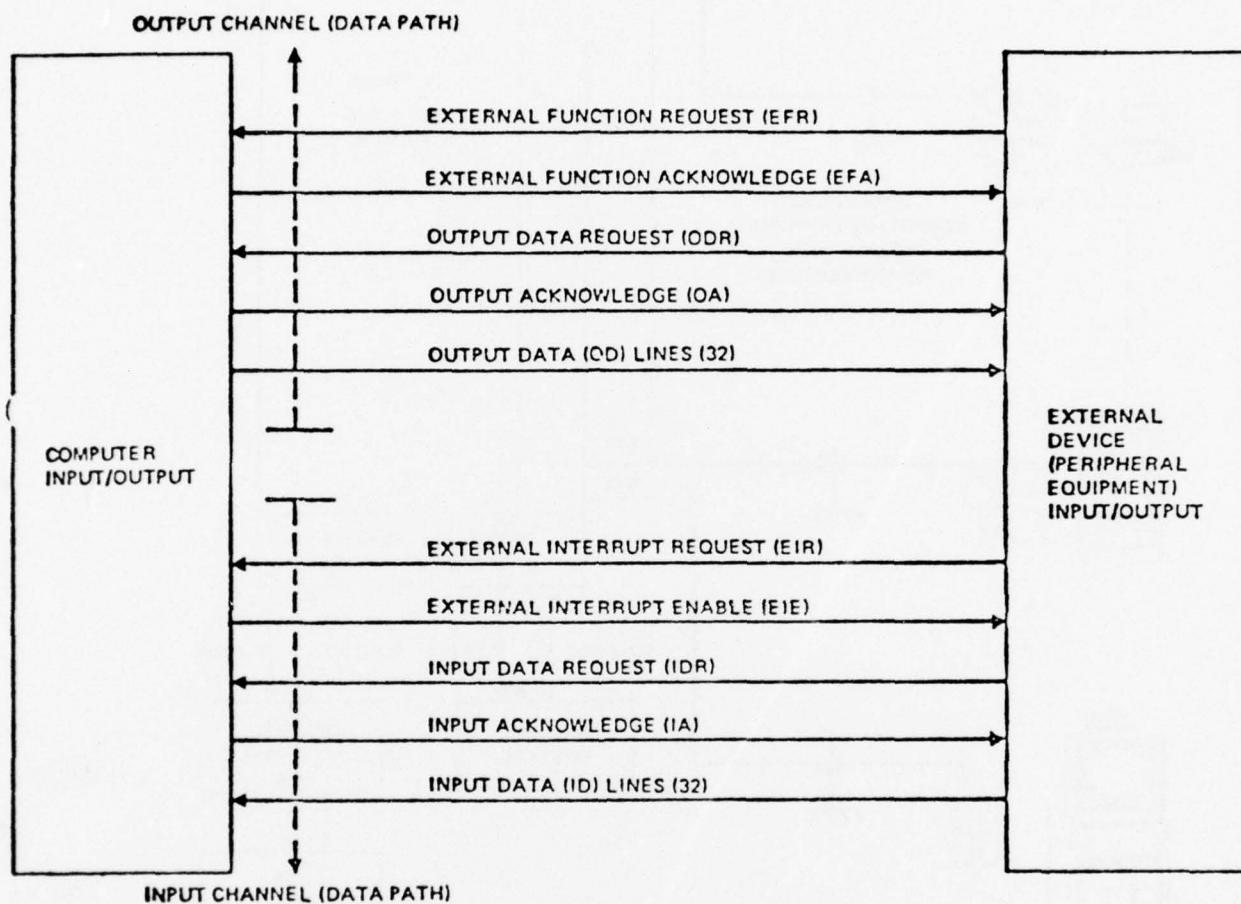 OUTPUT CHANNEL (DATA PATH)
EXTERNAL FUNCTION REQUEST (EFR)
EXTERNAL FUNCTION ACKNOWLEDGE (EFA)
OUTPUT DATA REQUEST (ODR)
OUTPUT ACKNOWLEDGE (OA)
OUTPUT DATA (OD) LINES (32)
COMPUTER
INPUT/OUTPUT
EXTERNAL
DEVICE
(PERIPHERAL
EQUIPMENT)
INPUT/OUTPUT
EXTERNAL INTERRUPT REQUEST (EIR)
EXTERNAL INTERRUPT ENABLE (EIE)
INPUT DATA REQUEST (IDR)
INPUT ACKNOWLEDGE (IA)
INPUT DATA (ID) LINES (32)
INPUT CHANNEL (DATA PATH)